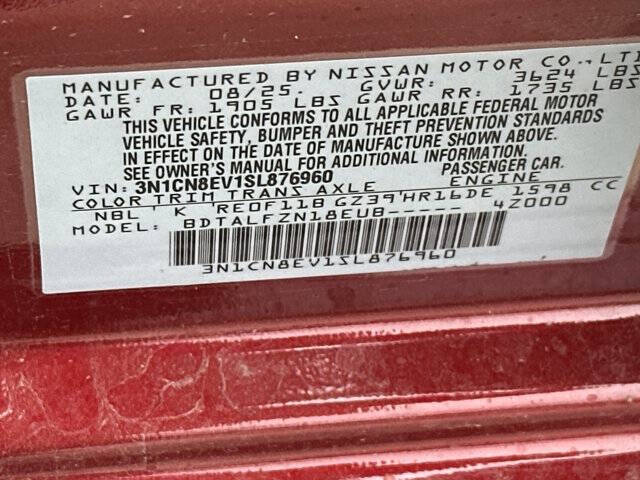 MANUFACTURED BY NISSAN MOTOR CO., LTD
DATE: 08/25. GVWR: 3624 LBS
GAWR FR: 1905 LBS GAWR RR: 1735 LBS
THIS VEHICLE CONFORMS TO ALL APPLICABLE FEDERAL MOTOR
VEHICLE SAFETY, BUMPER AND THEFT PREVENTION STANDARDS
IN EFFECT ON THE DATE OF MANUFACTURE SHOWN ABOVE.
SEE OWNER'S MANUAL FOR ADDITIONAL INFORMATION.
VIN: 3N1CN8EV1SL876960 PASSENGER CAR.
COLOR TRIM TRANS AXLE ENGINE
NBL K RE0F11B GZ39 HR16DE 1598 CC
BDTALFZN18EUB----- 4Z000
3N1CN8EV1SL876960